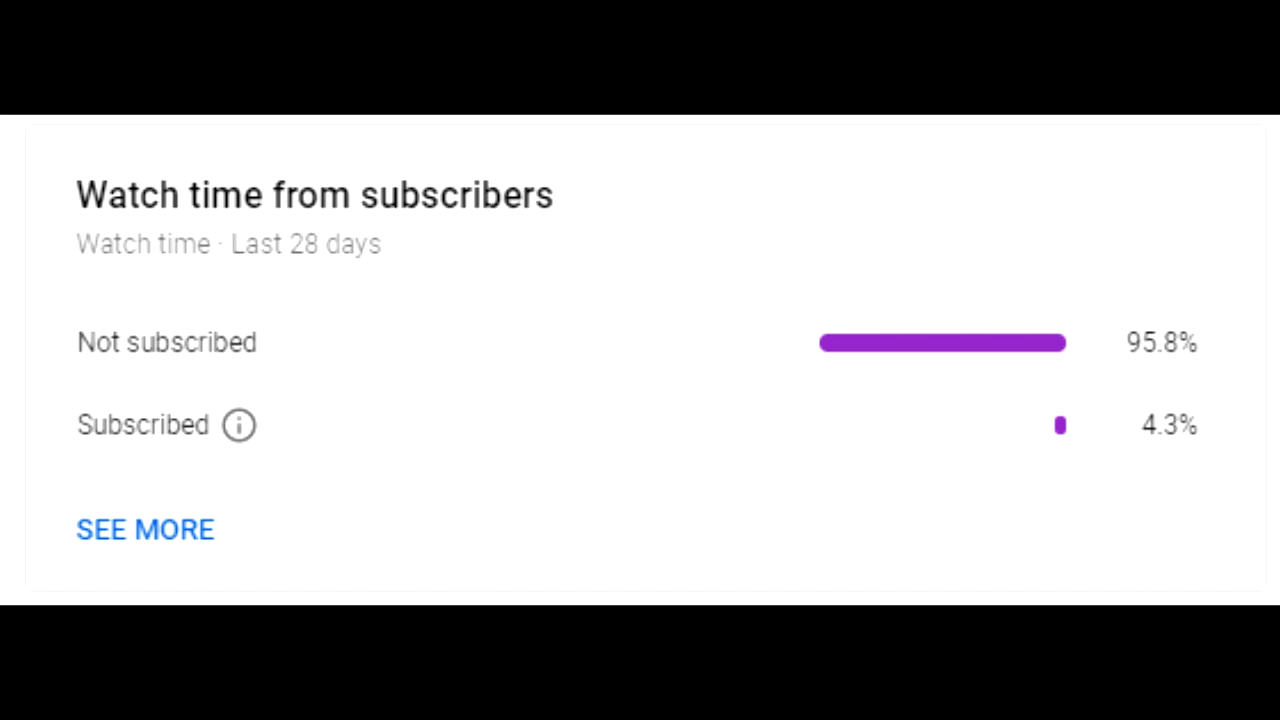 Watch time from subscribers
Watch time · Last 28 days
Not subscribed 95.8%
Subscribed 4.3%
SEE MORE